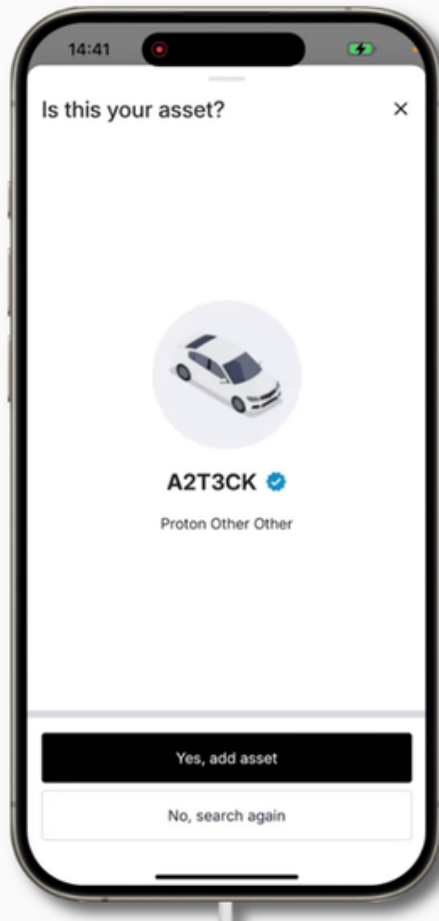 14:41
Is this your asset?
A2T3CK
Proton Other Other
Yes, add asset
No, search again